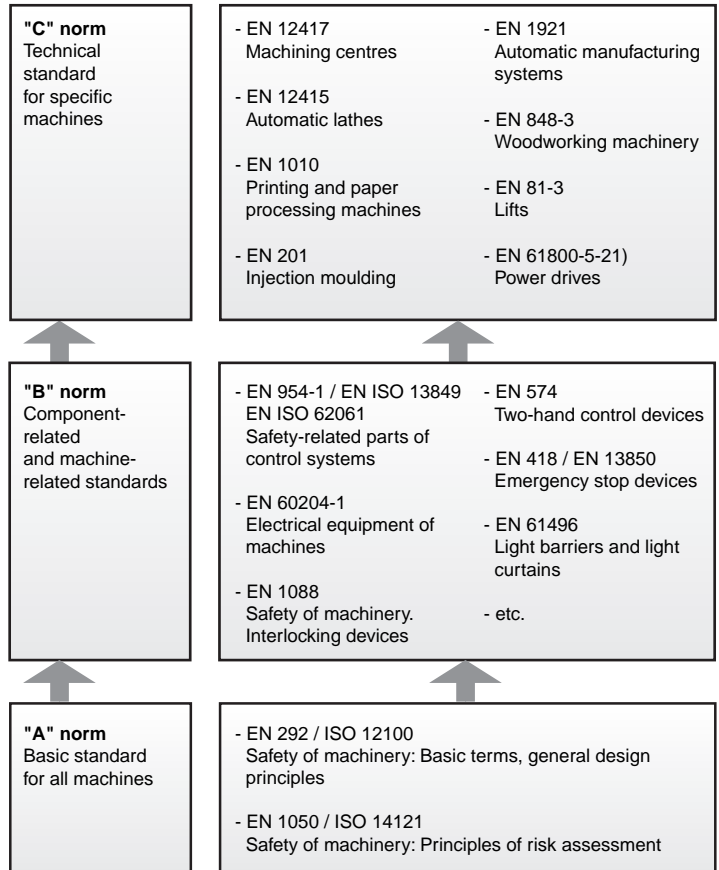 "C" norm
Technical
standard
for specific
machines
- EN 12417
Machining centres
- EN 12415
Automatic lathes
- EN 1010
Printing and paper
processing machines
- EN 201
Injection moulding
- EN 1921
Automatic manufacturing
systems
- EN 848-3
Woodworking machinery
- EN 81-3
Lifts
- EN 61800-5-21)
Power drives
"B" norm
Component-
related
and machine-
related standards
- EN 954-1 / EN ISO 13849
EN ISO 62061
Safety-related parts of
control systems
- EN 60204-1
Electrical equipment of
machines
- EN 1088
Safety of machinery.
Interlocking devices
- EN 574
Two-hand control devices
- EN 418 / EN 13850
Emergency stop devices
- EN 61496
Light barriers and light
curtains
- etc.
"A" norm
Basic standard
for all machines
- EN 292 / ISO 12100
Safety of machinery: Basic terms, general design
principles
- EN 1050 / ISO 14121
Safety of machinery: Principles of risk assessment